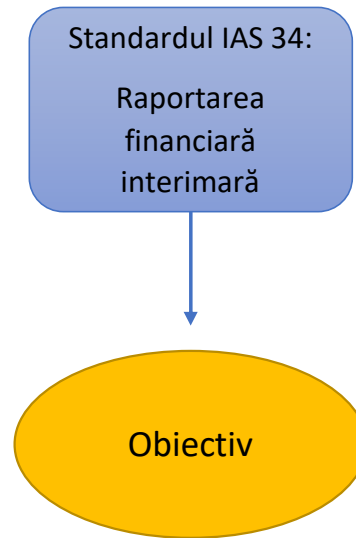 Standardul IAS 34:
Raportarea
financiară
interimară
Obiectiv